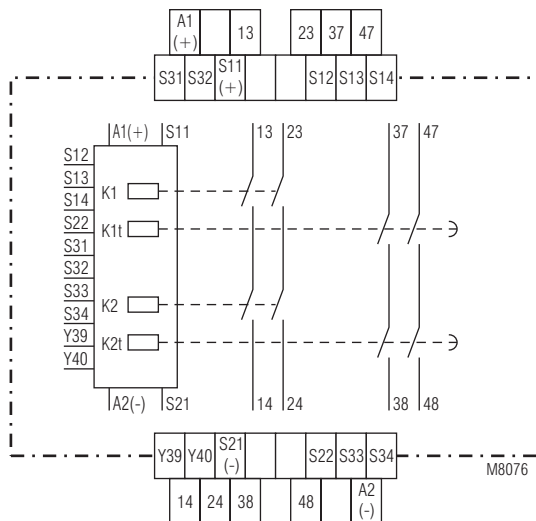 A1 (+) 13 23 37 47
S31 S32 S11 (+) S12 S13 S14
A1(+) S11 13 23 37 47
S12
S13
K1
S14
S22
K1t
S31
S32
S33
K2
S34
Y39
K2t
Y40
A2(-) S21 14 24 38 48
Y39 Y40 S21 (-) S22 S33 S34
M8076
14 24 38 48 A2 (-)